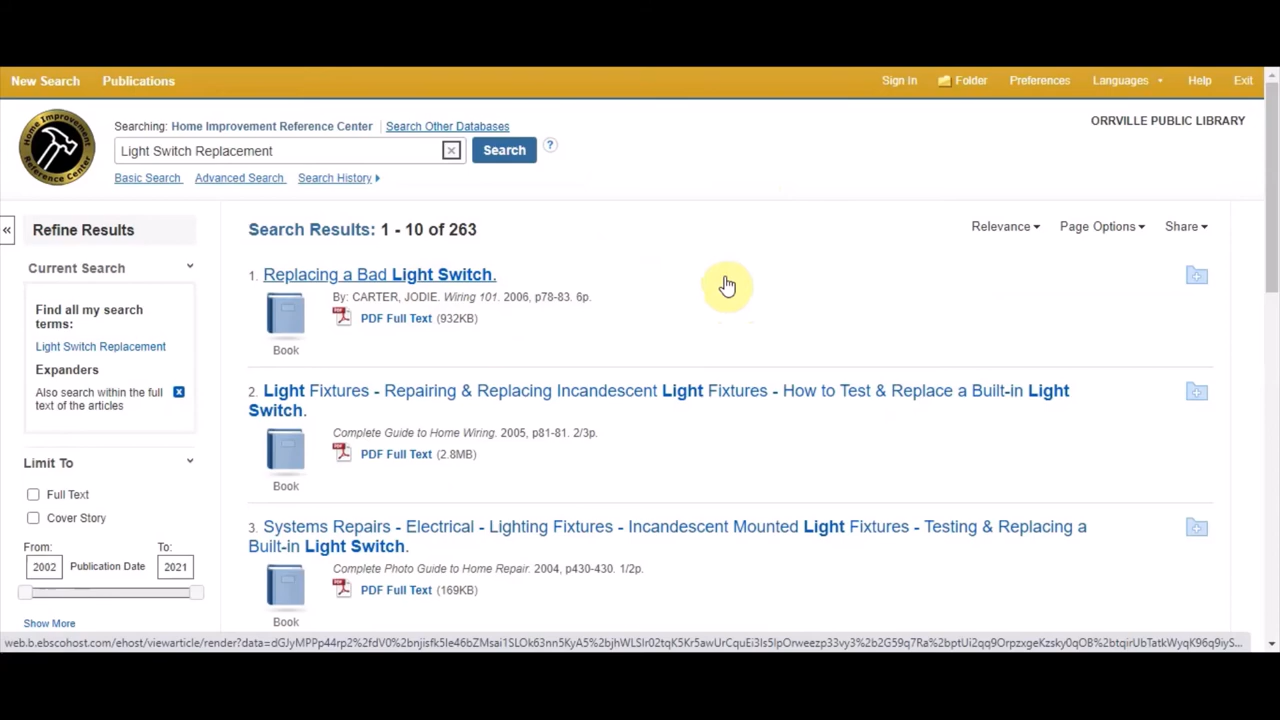 New Search Publications Sign In Folder Preferences Languages Help Exit
Home Improvement Reference Center
Searching: Home Improvement Reference Center Search Other Databases
ORRVILLE PUBLIC LIBRARY
Light Switch Replacement Search ?
Basic Search Advanced Search Search History
« Refine Results
Current Search
Find all my search
terms:
Light Switch Replacement
Expanders
Also search within the full
text of the articles
Limit To
Full Text
Cover Story
From: To:
2002 Publication Date 2021
Show More
Search Results: 1 - 10 of 263 Relevance Page Options Share
1. Replacing a Bad Light Switch.
By: CARTER, JODIE. Wiring 101. 2006, p78-83. 6p.
PDF PDF Full Text (932KB)
Book
2. Light Fixtures - Repairing & Replacing Incandescent Light Fixtures - How to Test & Replace a Built-in Light
Switch.
Complete Guide to Home Wiring. 2005, p81-81. 2/3p.
PDF PDF Full Text (2.8MB)
Book
3. Systems Repairs - Electrical - Lighting Fixtures - Incandescent Mounted Light Fixtures - Testing & Replacing a
Built-in Light Switch.
Complete Photo Guide to Home Repair. 2004, p430-430. 1/2p.
PDF PDF Full Text (169KB)
Book